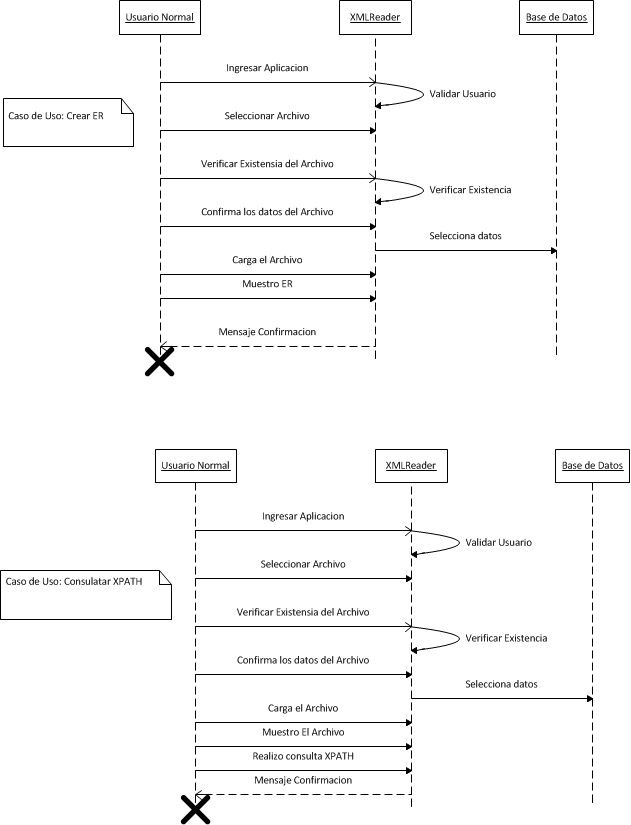 Usuario Normal
XMLReader
Base de Datos
Ingresar Aplicacion
Validar Usuario
Caso de Uso: Crear ER
Seleccionar Archivo
Verificar Existensia del Archivo
Verificar Existencia
Confirma los datos del Archivo
Selecciona datos
Carga el Archivo
Muestro ER
Mensaje Confirmacion
Usuario Normal
XMLReader
Base de Datos
Ingresar Aplicacion
Validar Usuario
Seleccionar Archivo
Caso de Uso: Consulatar XPATH
Verificar Existensia del Archivo
Verificar Existencia
Confirma los datos del Archivo
Selecciona datos
Carga el Archivo
Muestro El Archivo
Realizo consulta XPATH
Mensaje Confirmacion